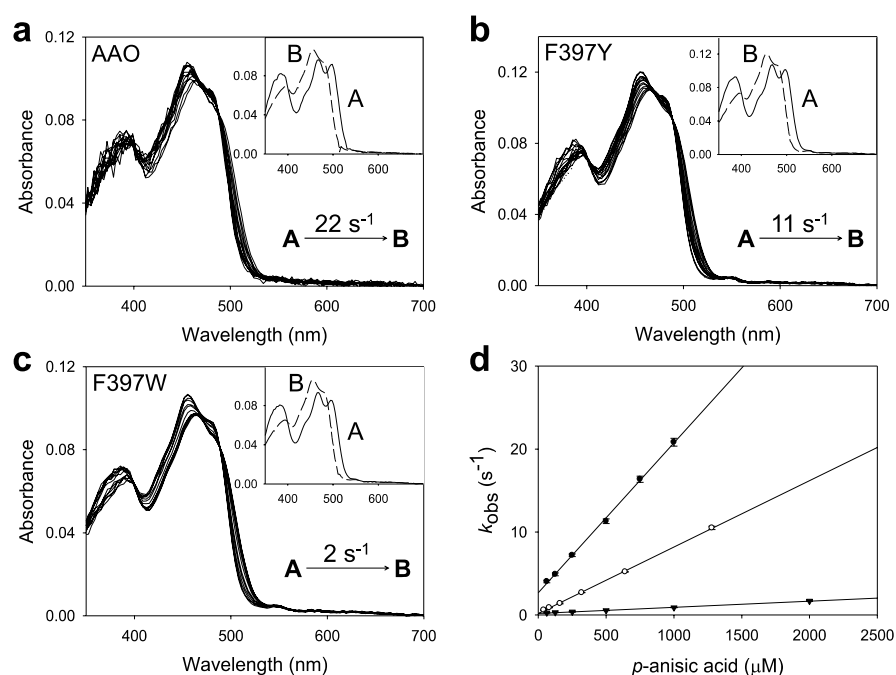 a
AAO
0.12
0.08
0.04
0.00
Absorbance
400 500 600 700
Wavelength (nm)
B
A
0.08
0.04
0.00
400 500 600
A 22 s-1 B
b
F397Y
0.12
0.08
0.04
0.00
Absorbance
400 500 600 700
Wavelength (nm)
B
A
0.12
0.08
0.04
0.00
400 500 600
A 11 s-1 B
c
F397W
0.12
0.08
0.04
0.00
Absorbance
400 500 600 700
Wavelength (nm)
B
A
0.08
0.04
0.00
400 500 600
A 2 s-1 B
d
30
20
10
0
kobs (s-1)
0 500 1000 1500 2000 2500
p-anisic acid (μM)